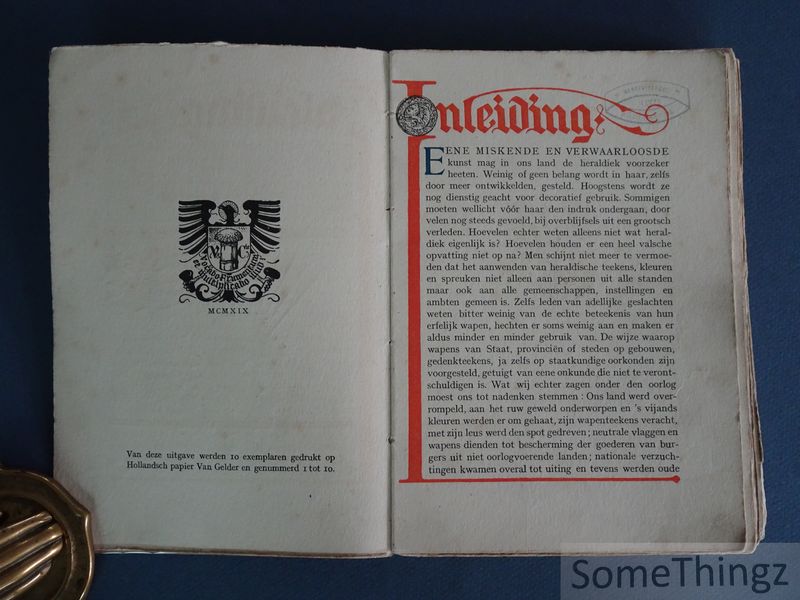 MCMXIX
Van deze uitgave werden 10 exemplaren gedrukt op
Hollandsch papier Van Gelder en genummerd 1 tot 10.
Inleiding
EENE MISKENDE EN VERWAARLOOSDE
kunst mag in ons land de heraldiek voorzeker
heeten. Weinig of geen belang wordt in haar, zelfs
door meer ontwikkelden, gesteld. Hoogstens wordt ze
nog dienstig geacht voor decoratief gebruik. Sommigen
moeten wellicht vóór haar den indruk ondergaan, door
velen nog steeds gevoeld, bij overblijfsels uit een grootsch
verleden. Hoevelen echter weten alleens niet wat heral-
diek eigenlijk is? Hoevelen houden er een heel valsche
opvatting niet op na? Men schijnt niet meer te vermoe-
den dat het aanwenden van heraldische teekens, kleuren
en spreuken niet alleen aan personen uit alle standen
maar ook aan alle gemeenschappen, instellingen en
ambten gemeen is. Zelfs leden van adellijke geslachten
weten bitter weinig van de echte beteekenis van hun
erfelijk wapen, hechten er soms weinig aan en maken er
aldus minder en minder gebruik van. De wijze waarop
wapens van Staat, provinciën of steden op gebouwen,
gedenkteekens, ja zelfs op staatkundige oorkonden zijn
voorgesteld, getuigt van eene onkunde die niet te veront-
schuldigen is. Wat wij echter zagen onder den oorlog
moest ons tot nadenken stemmen : Ons land werd over-
rompeld, aan het ruw geweld onderworpen en 's vijands
kleuren werden er om gehaat, zijn wapenteekens veracht,
met zijn leus werd den spot gedreven; neutrale vlaggen en
wapens dienden tot bescherming der goederen van bur-
gers uit niet oorlogvoerende landen; nationale verzuch-
tingen kwamen overal tot uiting en tevens werden oude
SomeThingz